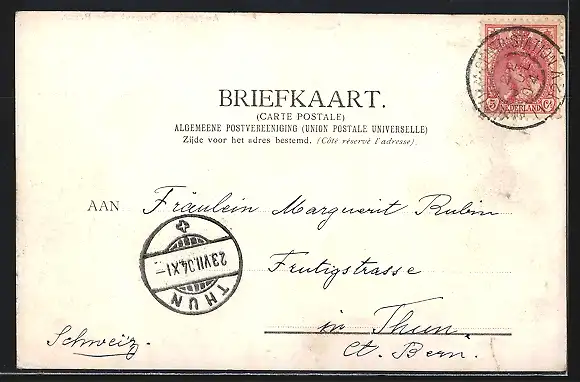 BRIEFKAART.
(CARTE POSTALE)
ALGEMEENE POSTVEREENIGING (UNION POSTALE UNIVERSELLE)
Zijde voor het adres bestemd. (Côté réservé à l'adresse).
5 NEDERLAND ct
AAN Fräulein Marguerit Rubin
Frutigstrasse
in Thun.
Ct. Bern.
Schweiz.
23.VII.04.XI-
THUN